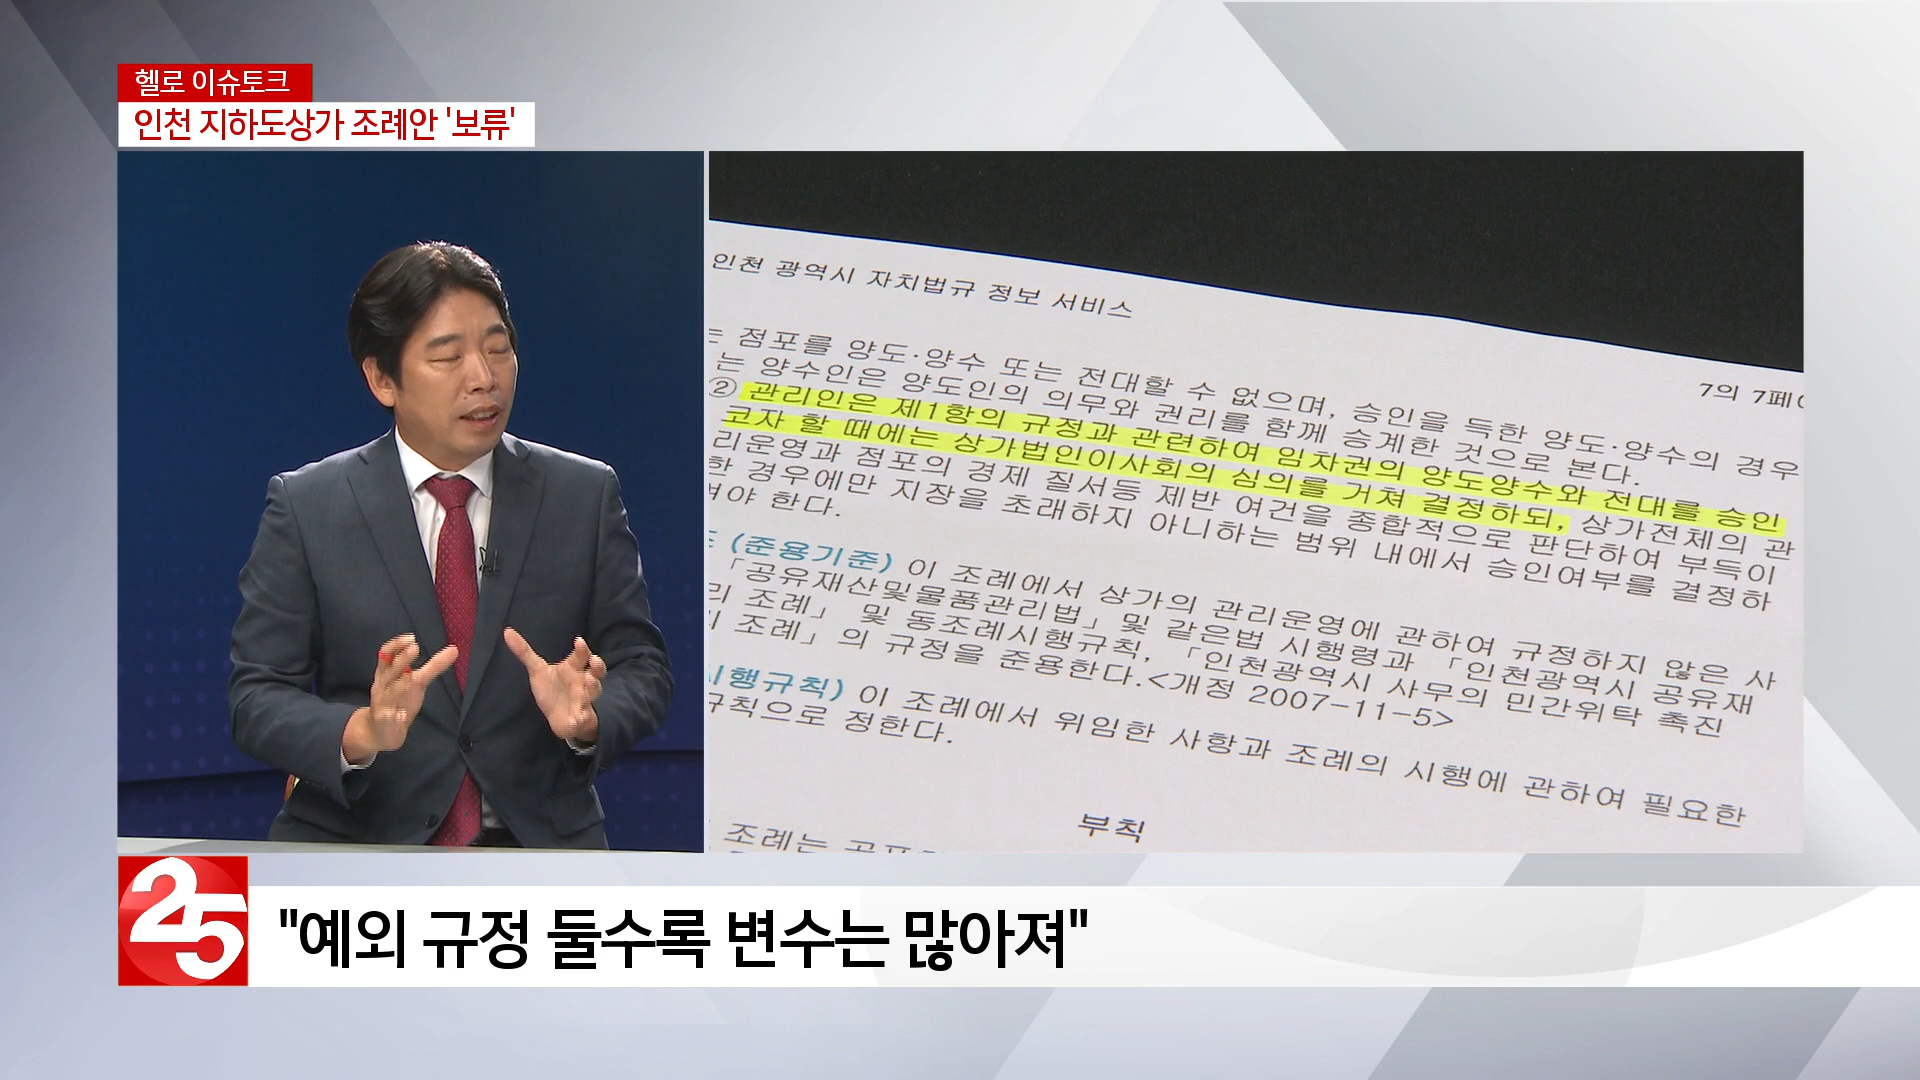 헬로 이슈토크
인천 지하도상가 조례안 '보류'
인천 광역시 자치법규 정보 서비스
7의 7페
점포를 양도·양수 또는 전대할 수 없으며, 승인을 득한 양도·양수의 경우
는 양수인은 양도인의 의무와 권리를 함께 승계한 것으로 본다.
② 관리인은 제1항의 규정과 관련하여 임차권의 양도양수와 전대를 승인
코자 할 때에는 상가법인이사회의 심의를 거쳐 결정하되, 상가전체의 관
리운영과 점포의 경제 질서등 제반 여건을 종합적으로 판단하여 부득이
한 경우에만 지장을 초래하지 아니하는 범위 내에서 승인여부를 결정하
여야 한다.
(준용기준) 이 조례에서 상가의 관리운영에 관하여 규정하지 않은 사
「공유재산및물품관리법」 및 같은법 시행령과 「인천광역시 공유재
리 조례」 및 동조례시행규칙, 「인천광역시 사무의 민간위탁 촉진
조례」의 규정을 준용한다.<개정 2007-11-5>
시행규칙) 이 조례에서 위임한 사항과 조례의 시행에 관하여 필요한
규칙으로 정한다.
부칙
조례는
25
"예외 규정 둘수록 변수는 많아져"